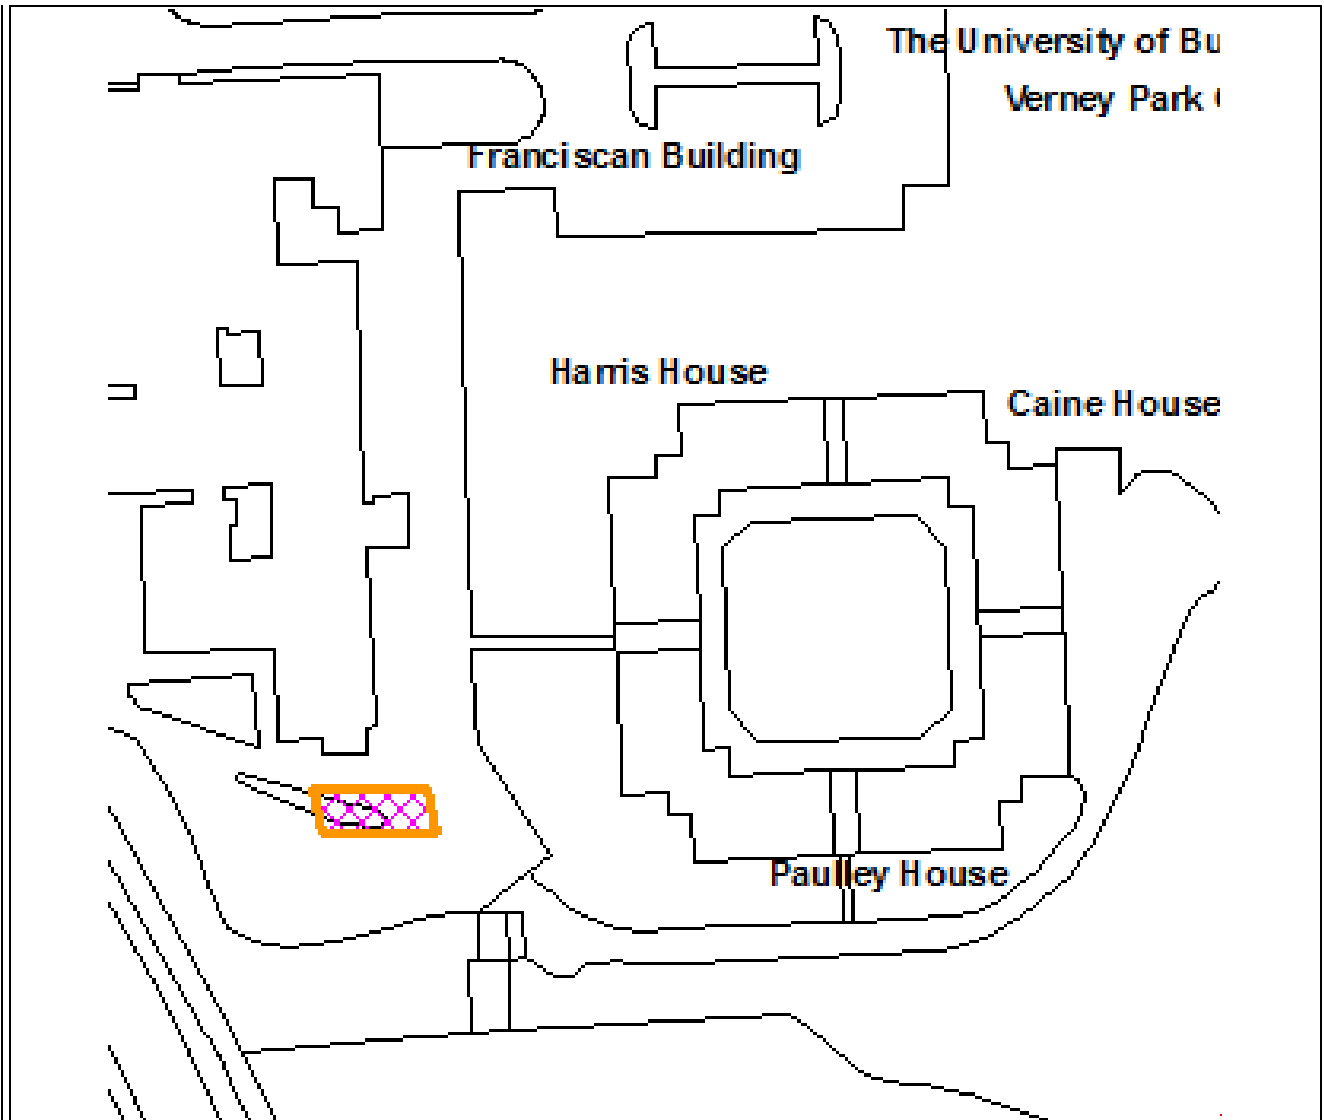 The University of Bu
Verney Park
Franciscan Building
Harris House
Caine House
Paulley House